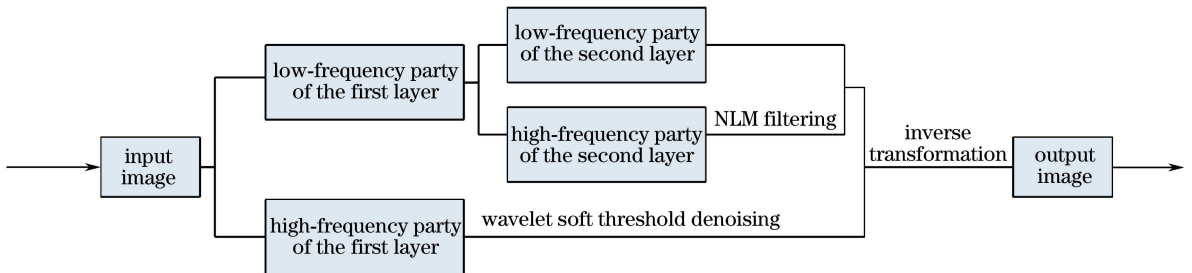 input
image
low-frequency party
of the first layer
low-frequency party
of the second layer
high-frequency party
of the second layer
NLM filtering
high-frequency party
of the first layer
wavelet soft threshold denoising
inverse
transformation
output
image